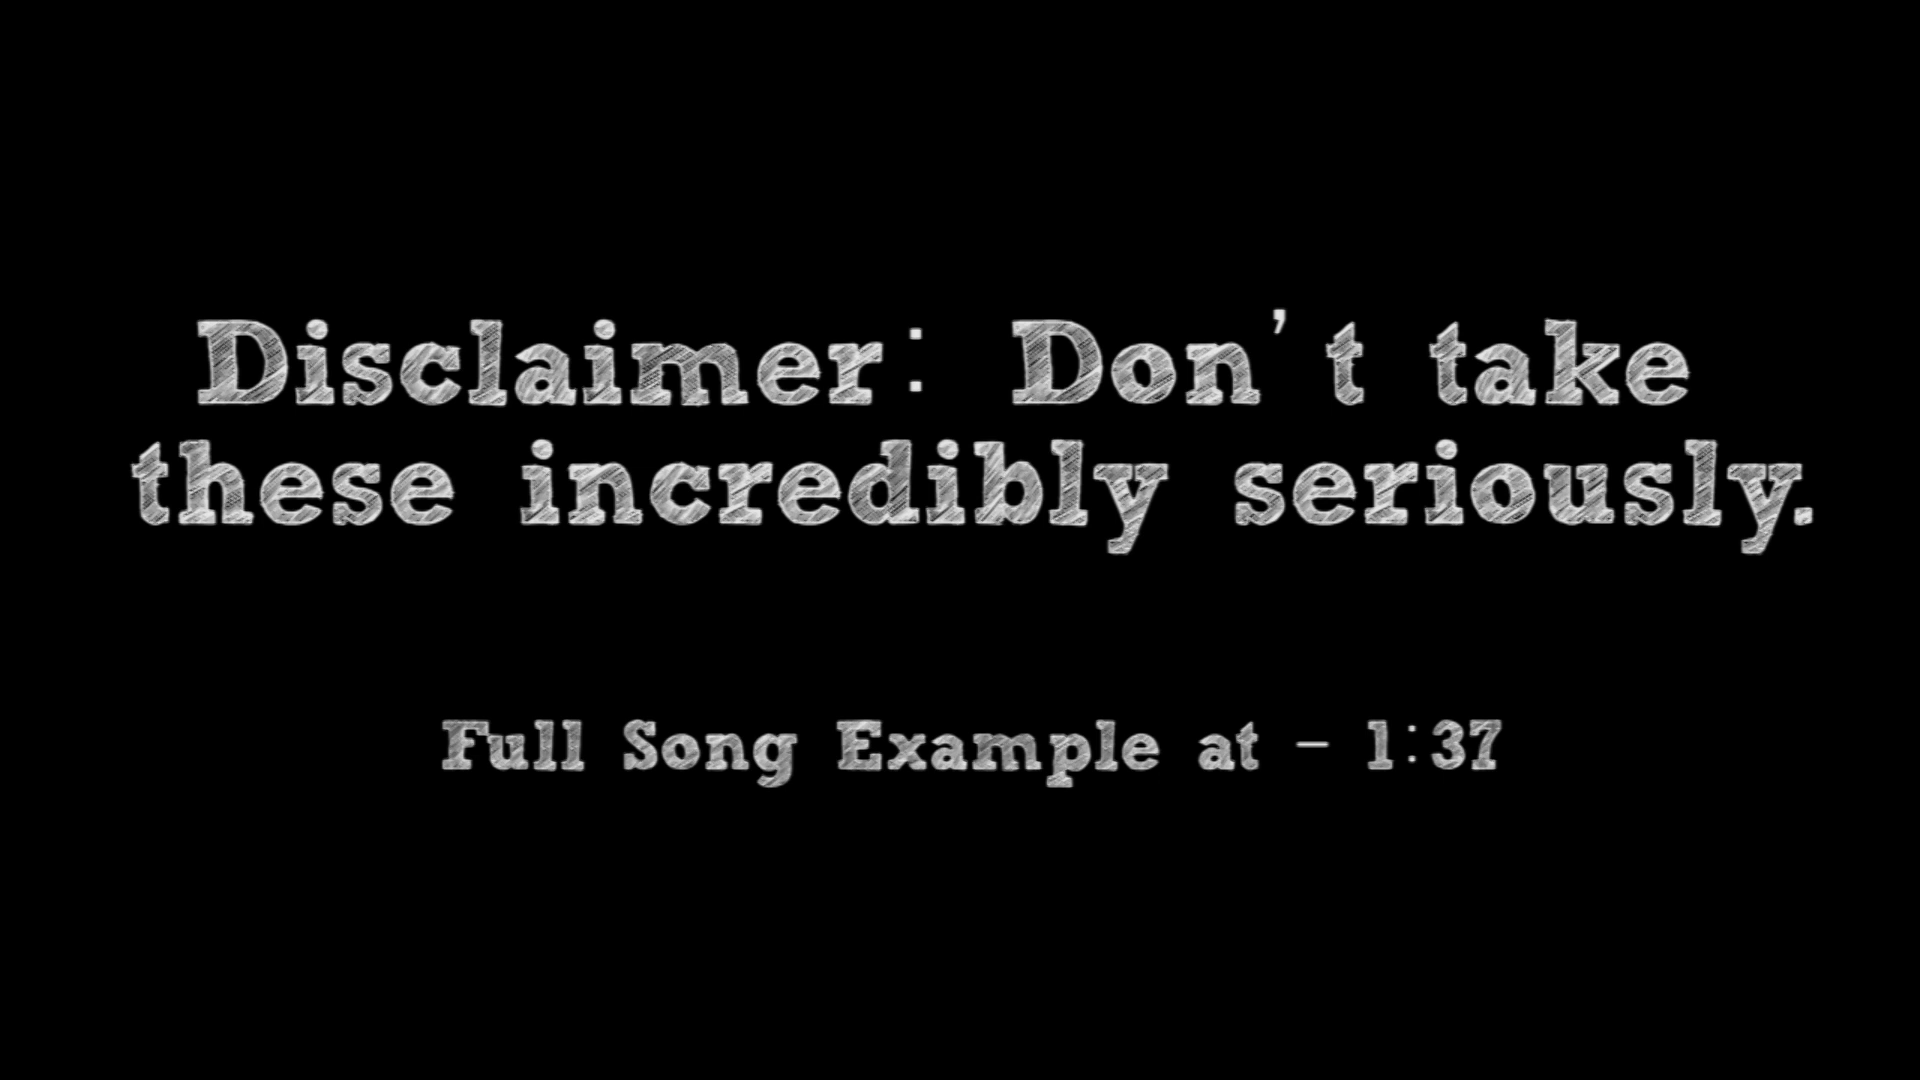 Disclaimer: Don't take
these incredibly seriously.
Full Song Example at - 1:37